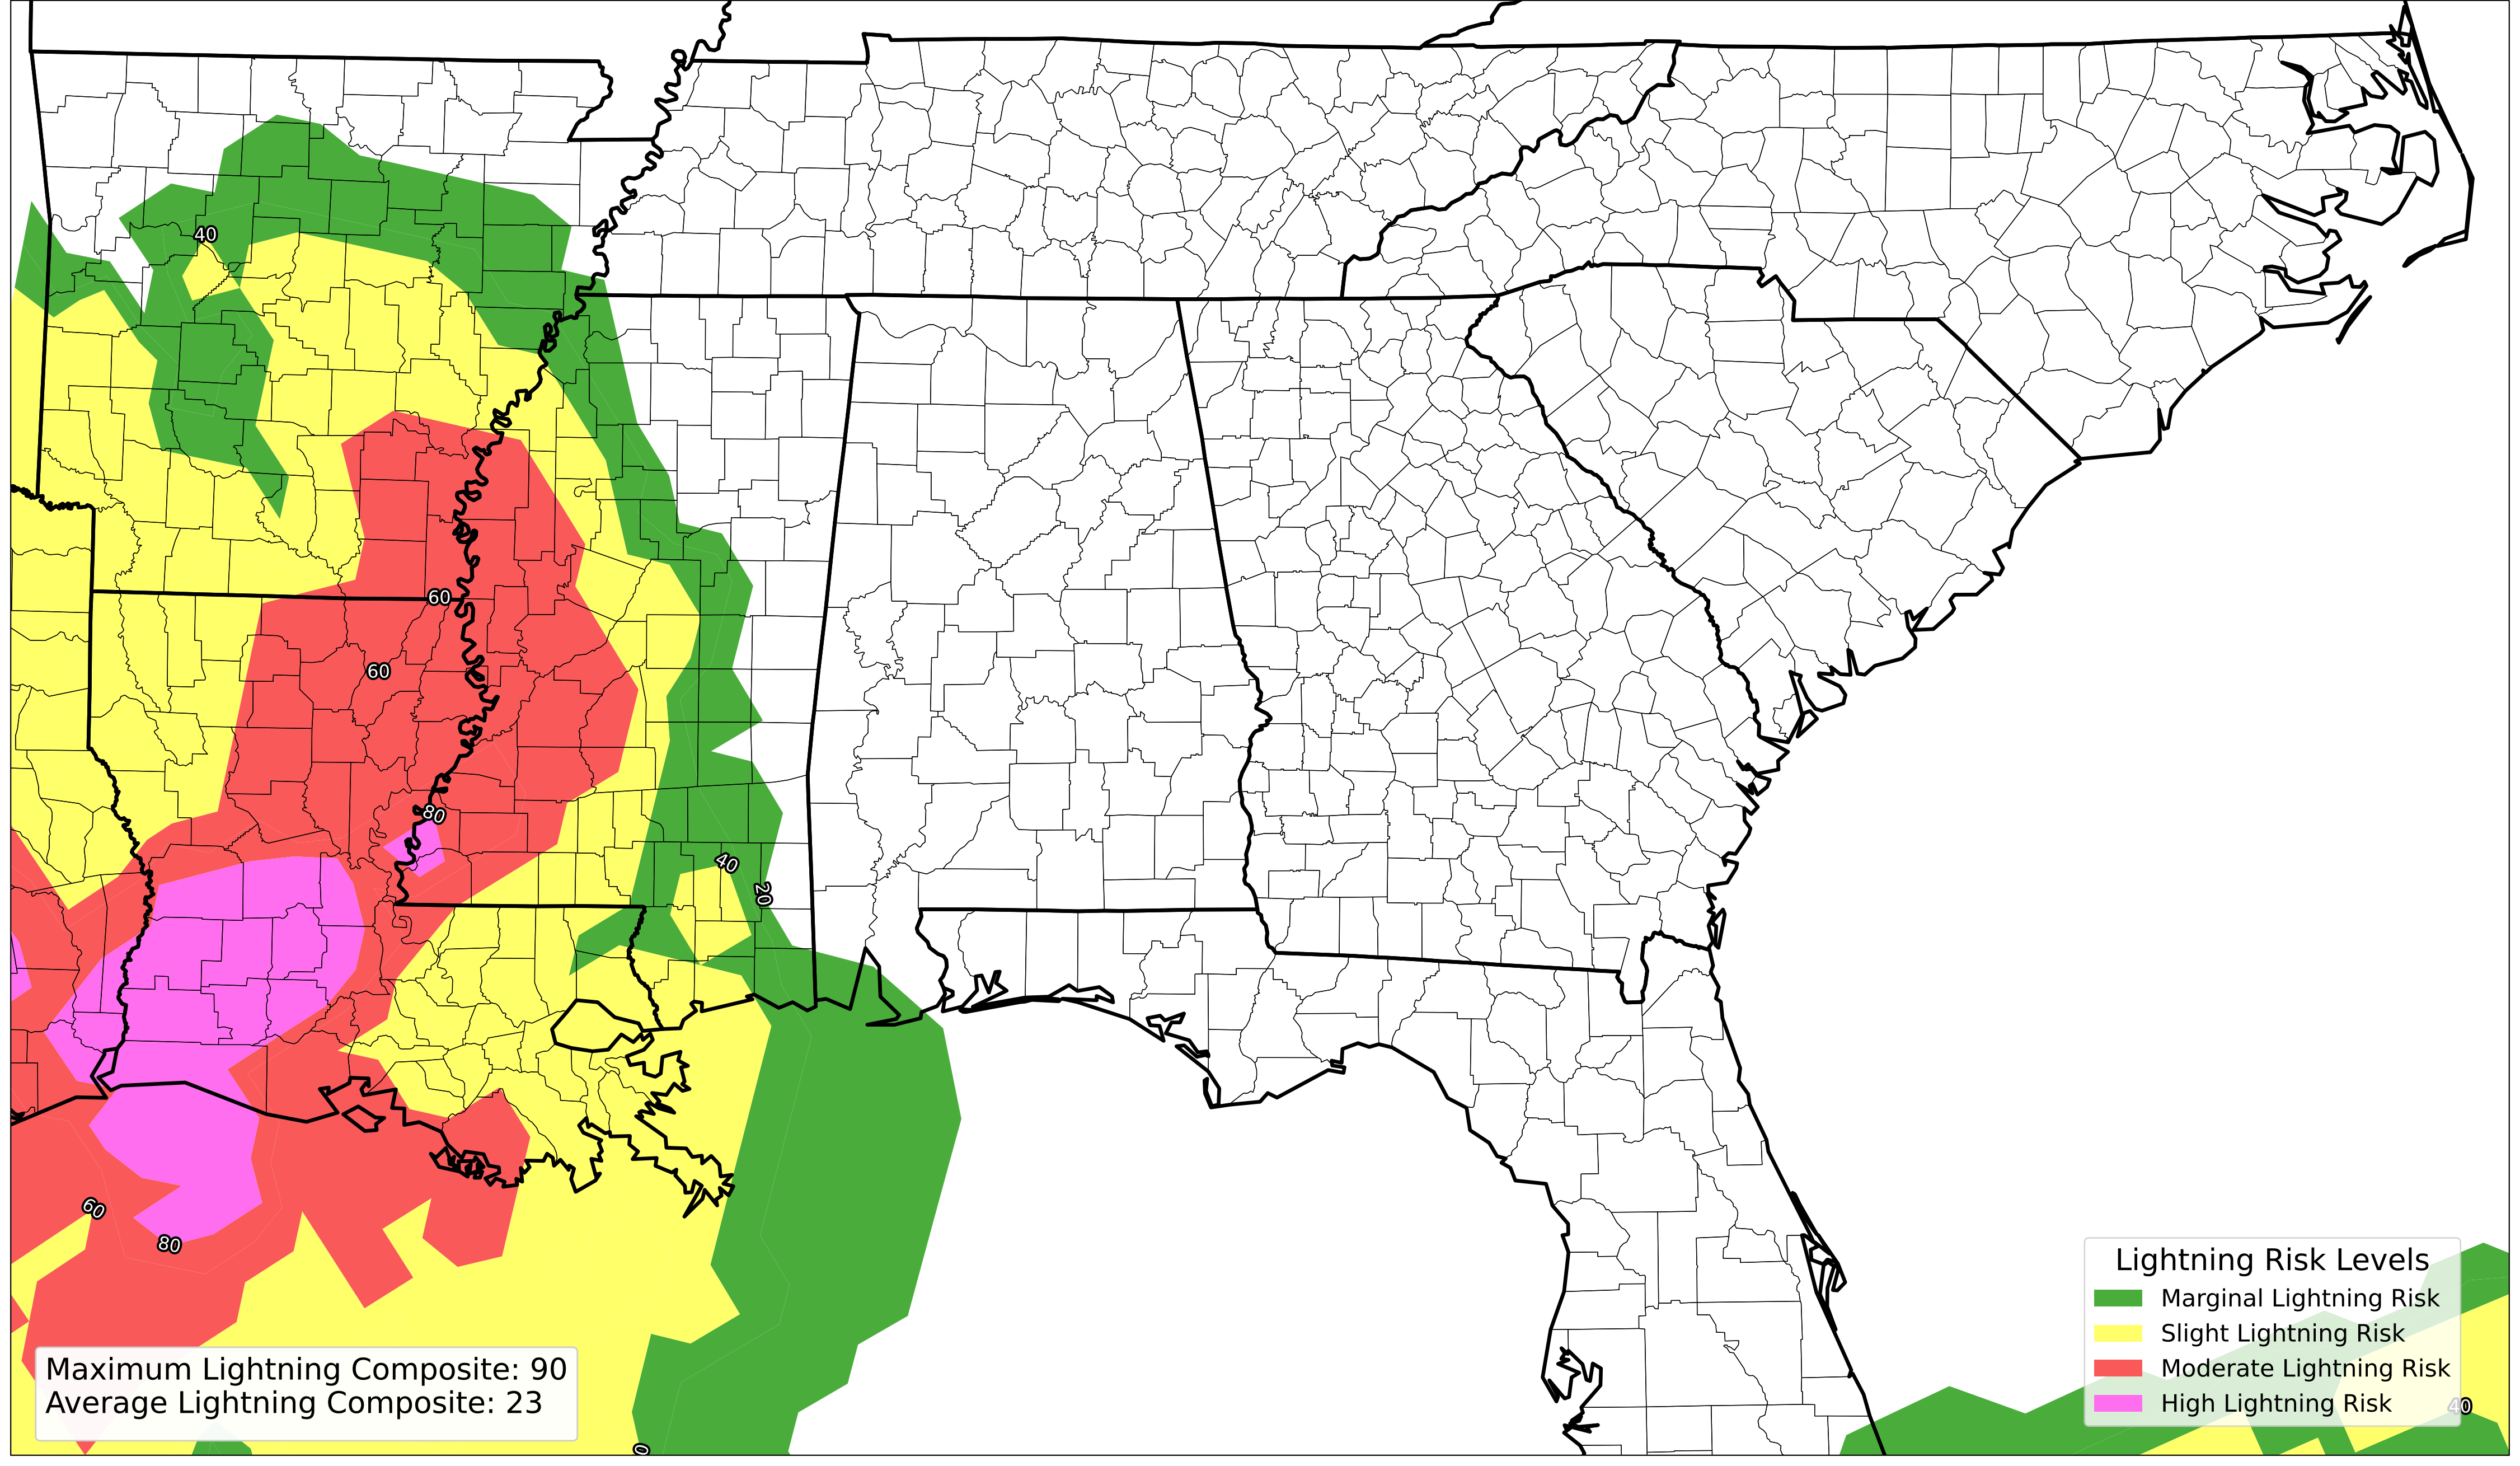 40
60
60
80
40
20
60
80
Maximum Lightning Composite: 90
Average Lightning Composite: 23
0
Lightning Risk Levels
Marginal Lightning Risk
Slight Lightning Risk
Moderate Lightning Risk
High Lightning Risk
40